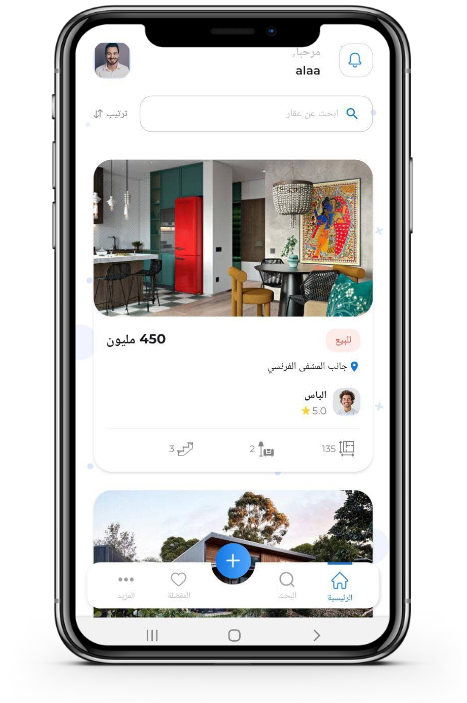 مرحبا,
alaa
ابحث عن عقار
ترتيب
450 مليون
للبيع
جانب المشفى الفرنسي
الياس
5.0
135
2
3
الرئيسية
البحث
المفضلة
المزيد